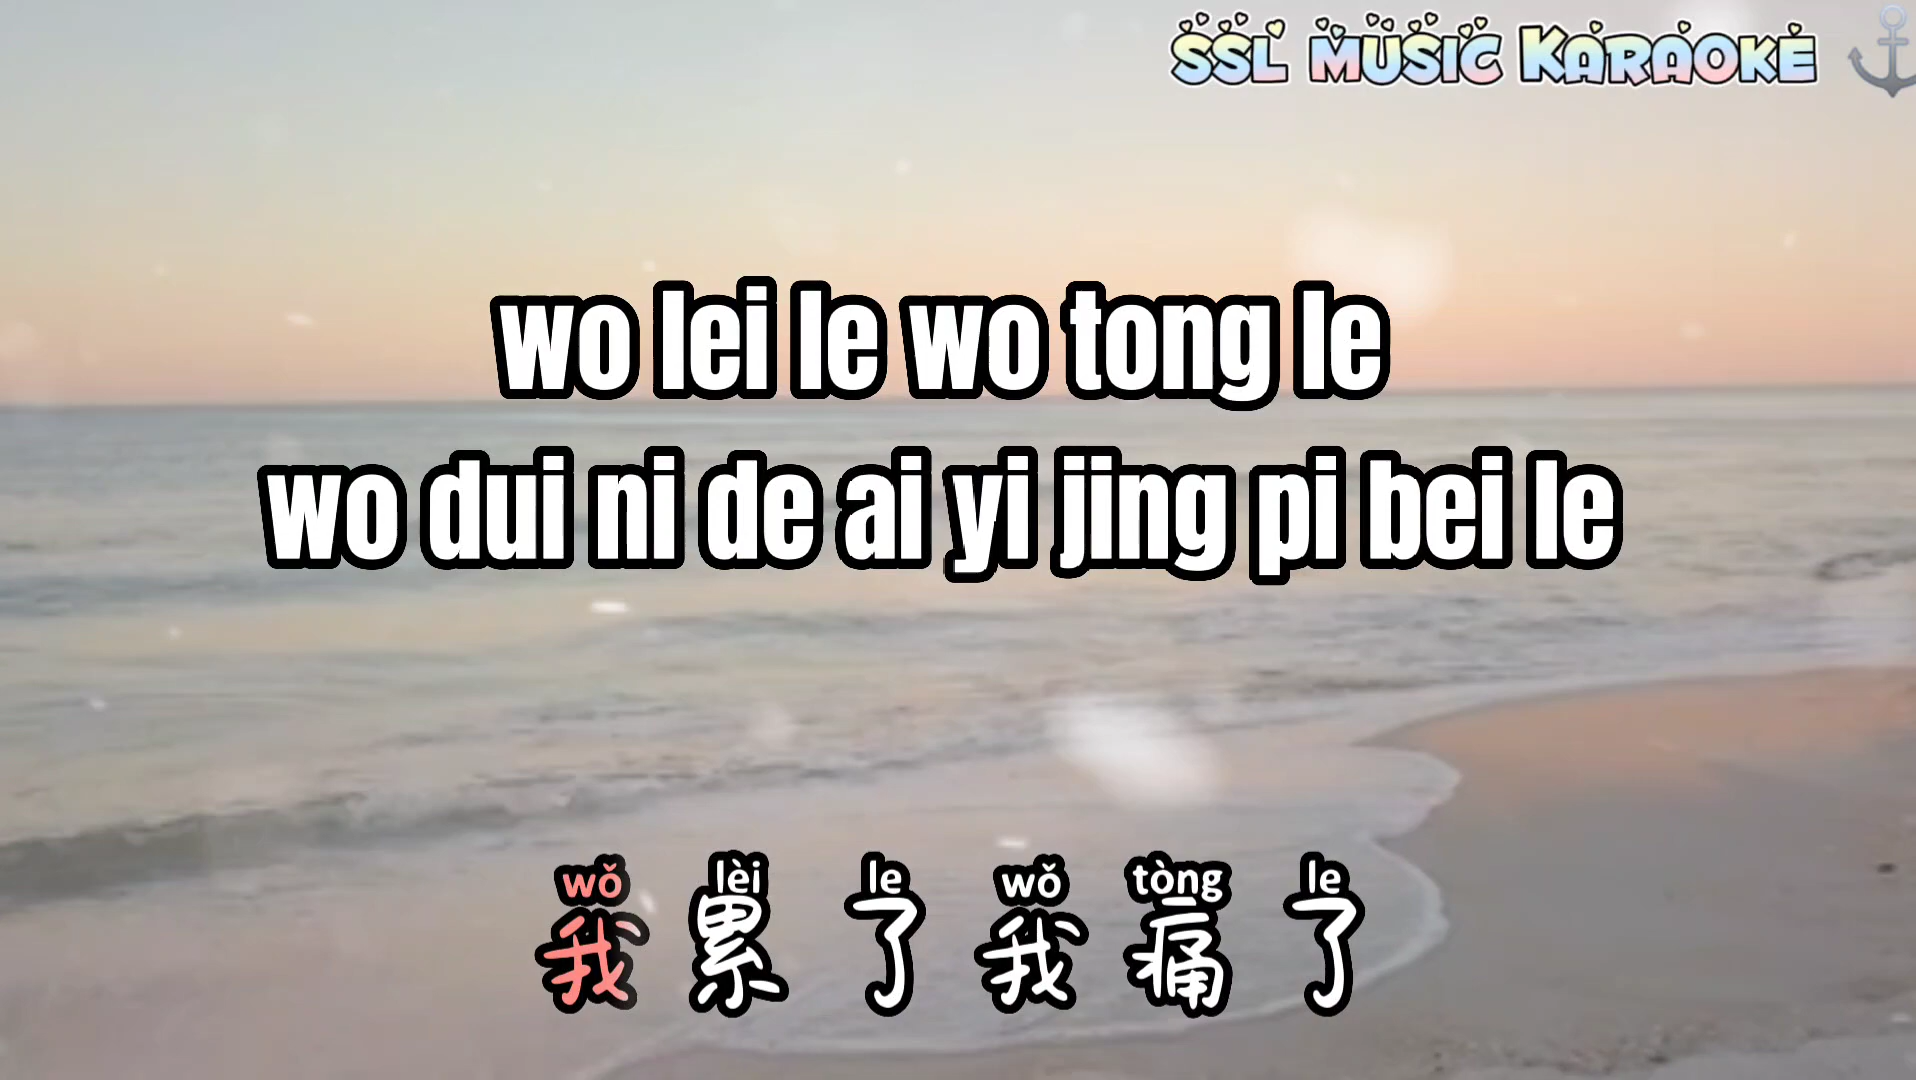 SSL MUSIC KARAOKE
wo lei le wo tong le
wo dui ni de ai yi jing pi bei le
wǒ lèi le wǒ tòng le
我累了我痛了